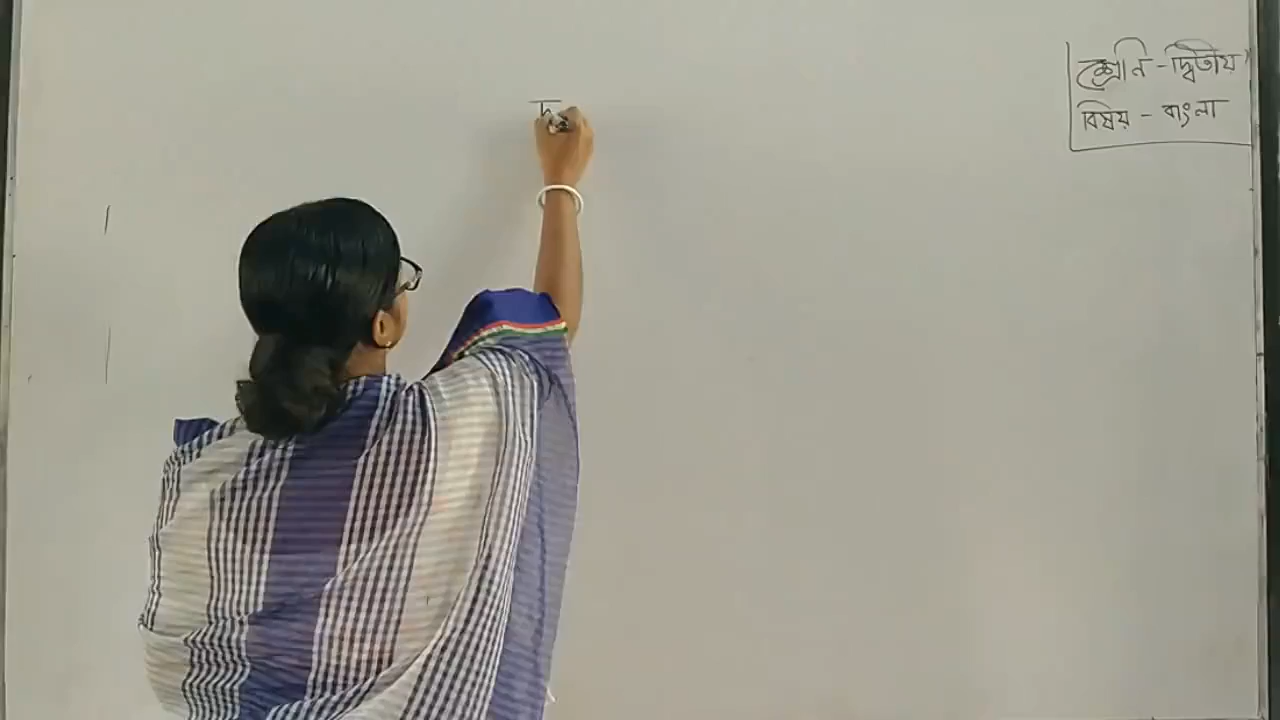 শ্রেনি - দ্বিতীয়
বিষয় - বাংলা